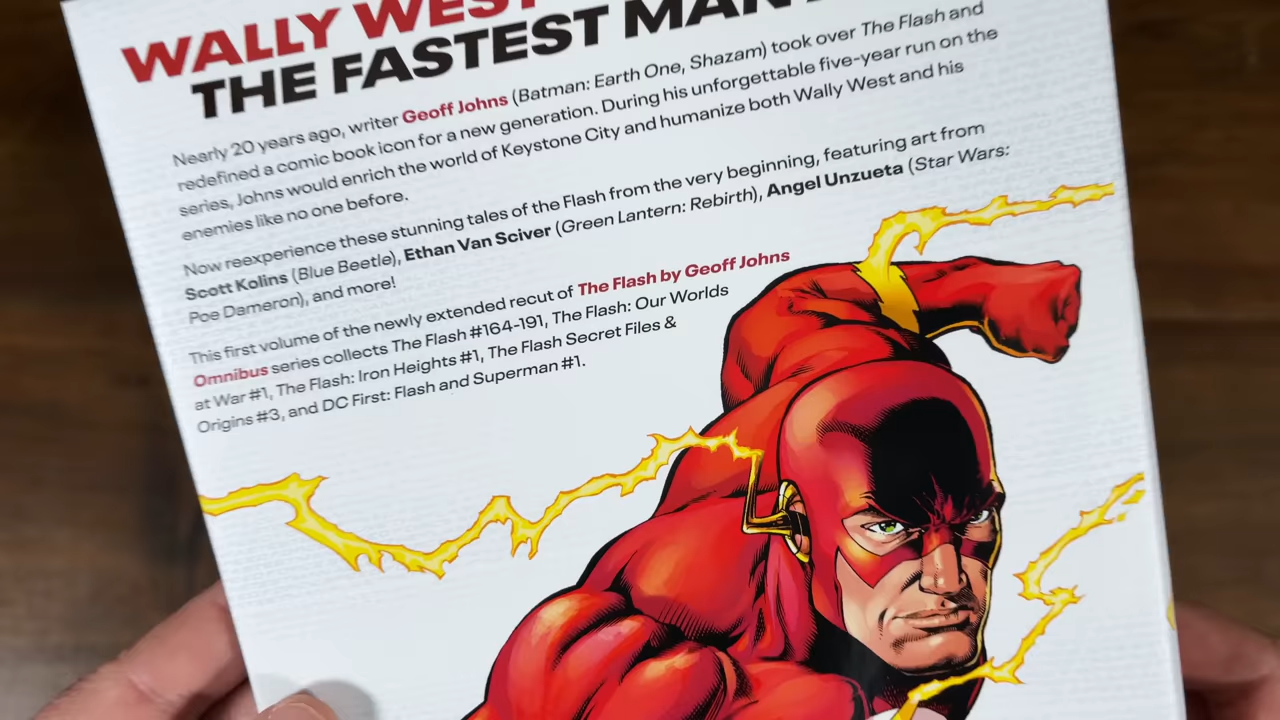 WALLY WEST
THE FASTEST MAN
Nearly 20 years ago, writer Geoff Johns (Batman: Earth One, Shazam) took over The Flash and
redefined a comic book icon for a new generation. During his unforgettable five-year run on the
series, Johns would enrich the world of Keystone City and humanize both Wally West and his
enemies like no one before.
Now reexperience these stunning tales of the Flash from the very beginning, featuring art from
Scott Kolins (Blue Beetle), Ethan Van Sciver (Green Lantern: Rebirth), Angel Unzueta (Star Wars:
Poe Dameron), and more!
This first volume of the newly extended recut of The Flash by Geoff Johns
Omnibus series collects The Flash #164-191, The Flash: Our Worlds
at War #1, The Flash: Iron Heights #1, The Flash Secret Files &
Origins #3, and DC First: Flash and Superman #1.